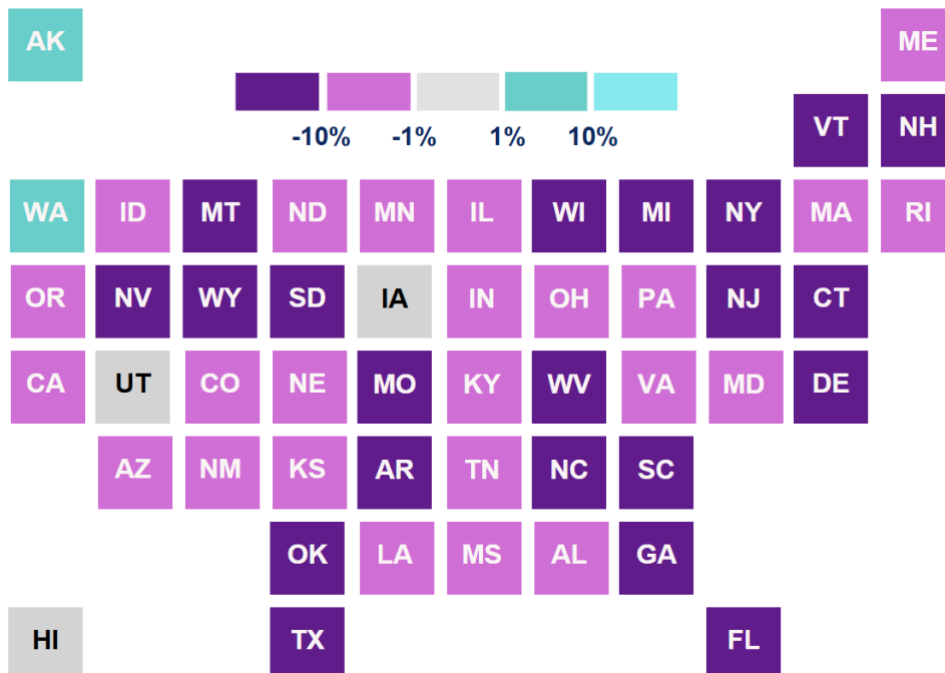 AK ME
-10% -1% 1% 10%
VT NH
WA ID MT ND MN IL WI MI NY MA RI
OR NV WY SD IA IN OH PA NJ CT
CA UT CO NE MO KY WV VA MD DE
AZ NM KS AR TN NC SC
OK LA MS AL GA
HI TX FL